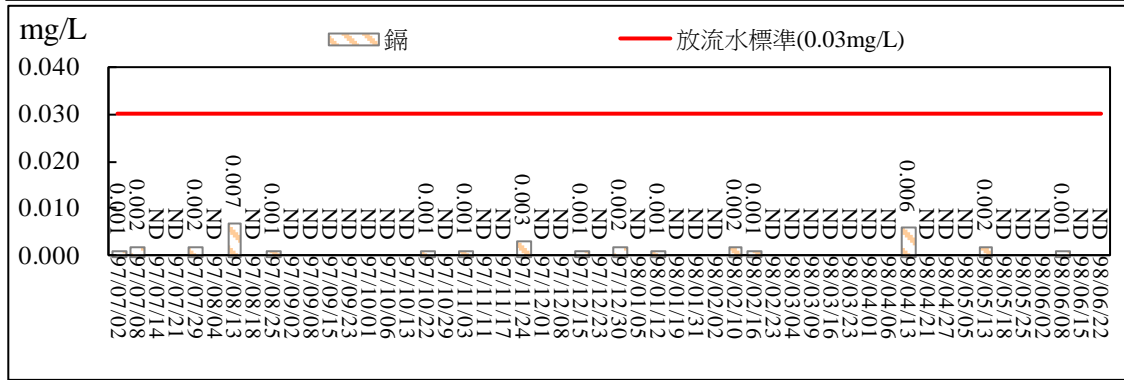 mg/L
鎘
放流水標準(0.03mg/L)
0.040
0.030
0.020
0.010
0.000
0.001
0.002
ND
ND
0.002
ND
0.007
ND
0.001
ND
ND
ND
ND
ND
ND
ND
0.001
ND
0.001
ND
ND
0.003
ND
ND
0.001
ND
0.002
ND
0.001
ND
ND
ND
0.002
0.001
ND
ND
ND
ND
ND
ND
ND
0.006
ND
ND
ND
0.002
ND
ND
ND
0.001
ND
ND
97/07/02
97/07/08
97/07/14
97/07/21
97/07/29
97/08/04
97/08/13
97/08/18
97/08/25
97/09/02
97/09/08
97/09/15
97/09/23
97/10/01
97/10/06
97/10/13
97/10/22
97/10/29
97/11/03
97/11/11
97/11/17
97/11/24
97/12/01
97/12/08
97/12/15
97/12/23
97/12/30
98/01/05
98/01/12
98/01/19
98/01/31
98/02/02
98/02/10
98/02/16
98/02/23
98/03/04
98/03/09
98/03/16
98/03/23
98/04/01
98/04/06
98/04/13
98/04/21
98/04/27
98/05/05
98/05/13
98/05/18
98/05/25
98/06/02
98/06/08
98/06/15
98/06/22